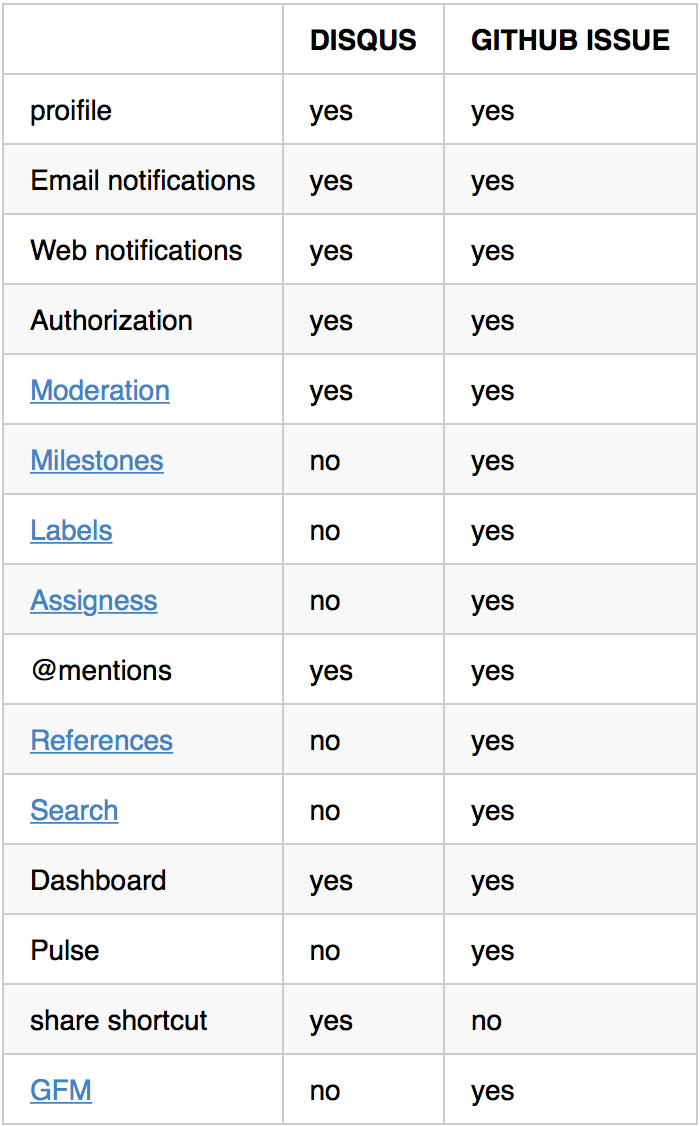 DISQUS GITHUB ISSUE
proifile yes yes
Email notifications yes yes
Web notifications yes yes
Authorization yes yes
Moderation yes yes
Milestones no yes
Labels no yes
Assigness no yes
@mentions yes yes
References no yes
Search no yes
Dashboard yes yes
Pulse no yes
share shortcut yes no
GFM no yes